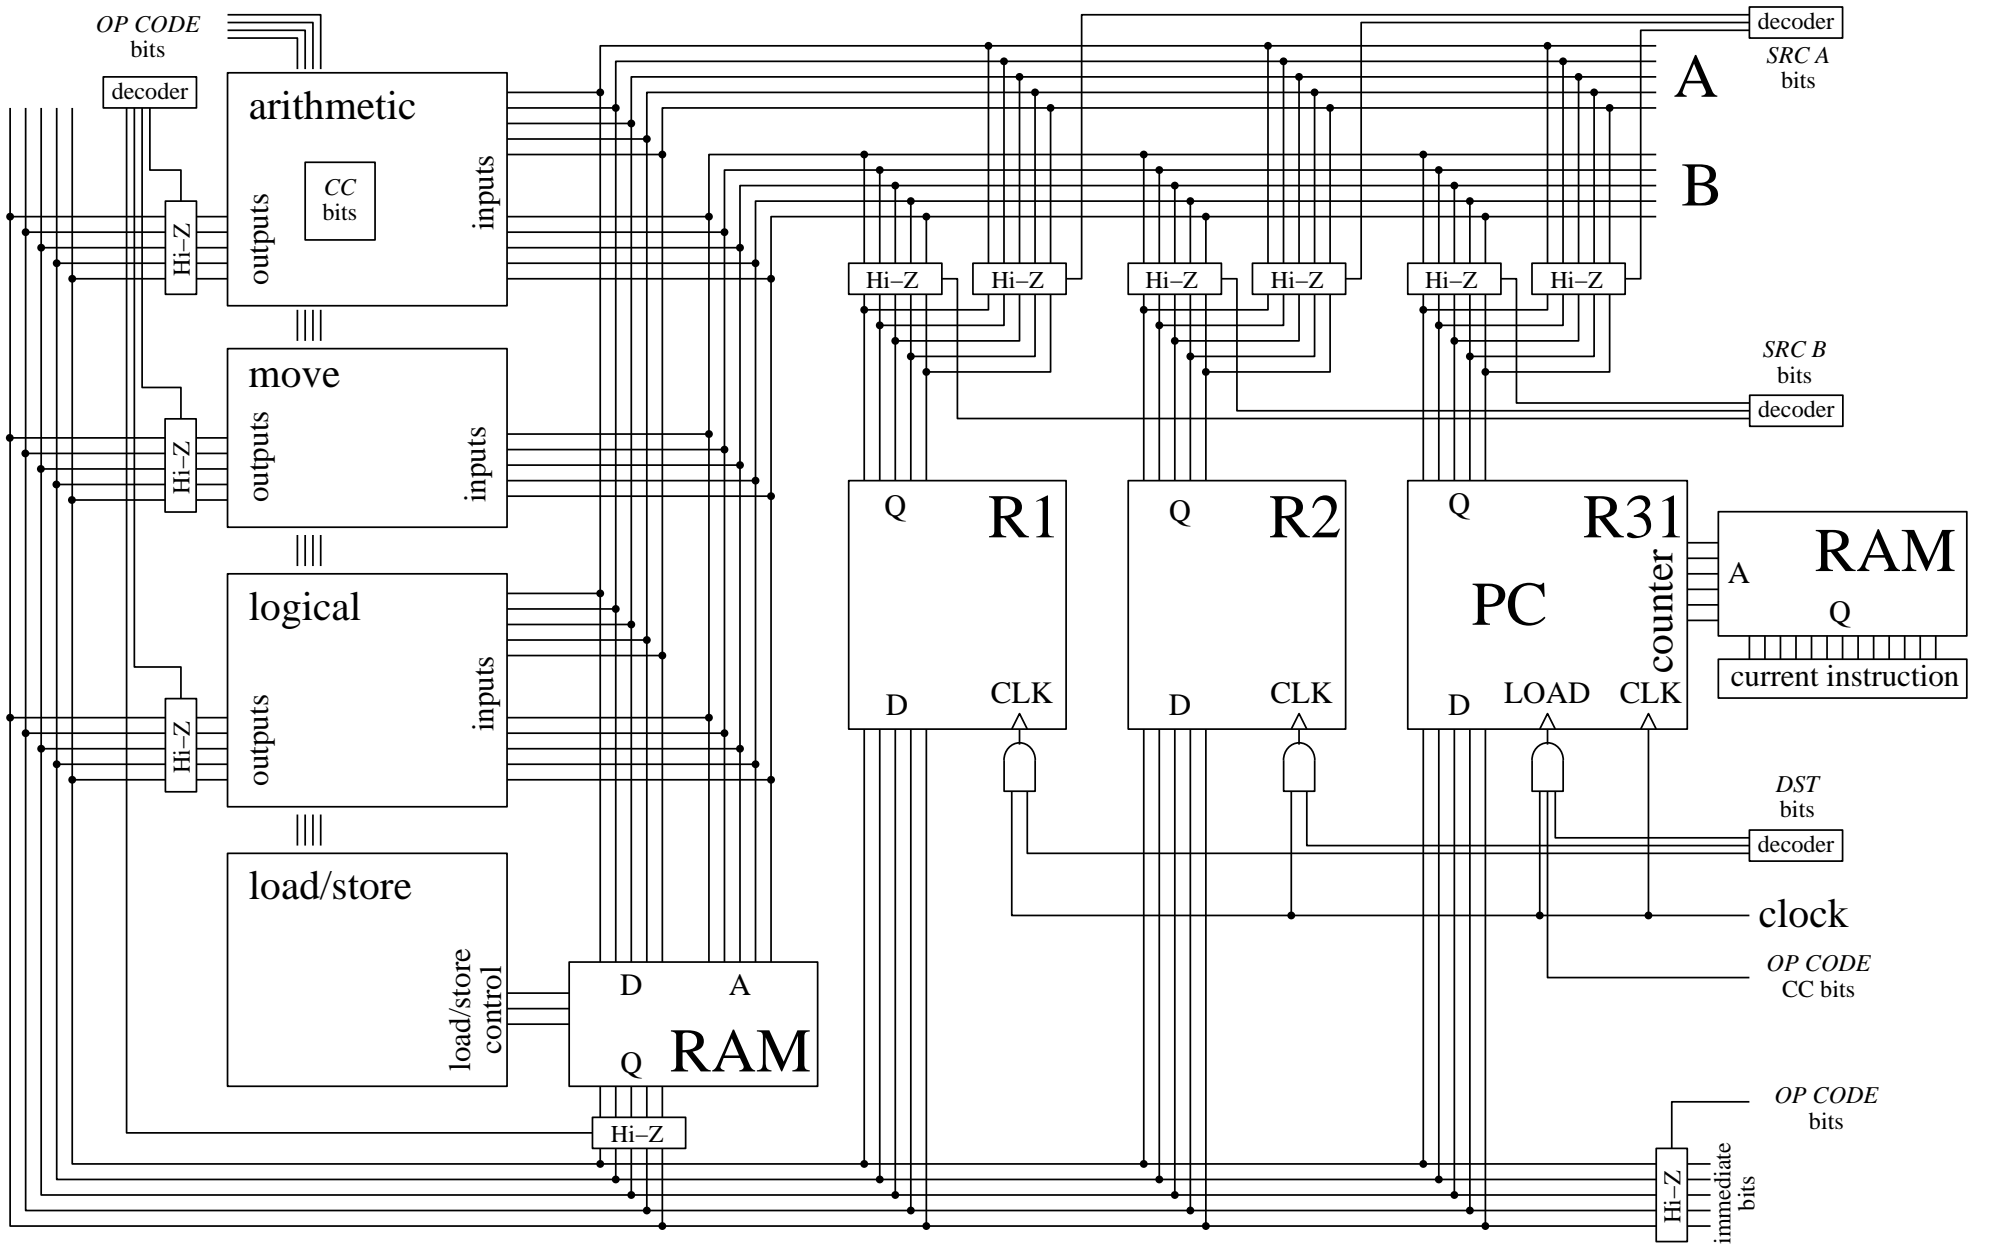 OP CODE
bits
decoder
decoder
SRC A
bits
A
B
arithmetic
CC
bits
inputs
outputs
Hi–Z
Hi–Z
Hi–Z
Hi–Z
Hi–Z
Hi–Z
Hi–Z
move
inputs
outputs
Hi–Z
SRC B
bits
decoder
logical
inputs
outputs
Hi–Z
Q
R1
D
CLK
Q
R2
D
CLK
Q
R31
PC
counter
D
LOAD
CLK
RAM
A
Q
current instruction
DST
bits
decoder
clock
OP CODE
CC bits
load/store
load/store
control
D
A
RAM
Q
Hi–Z
OP CODE
bits
Hi–Z
immediate
bits